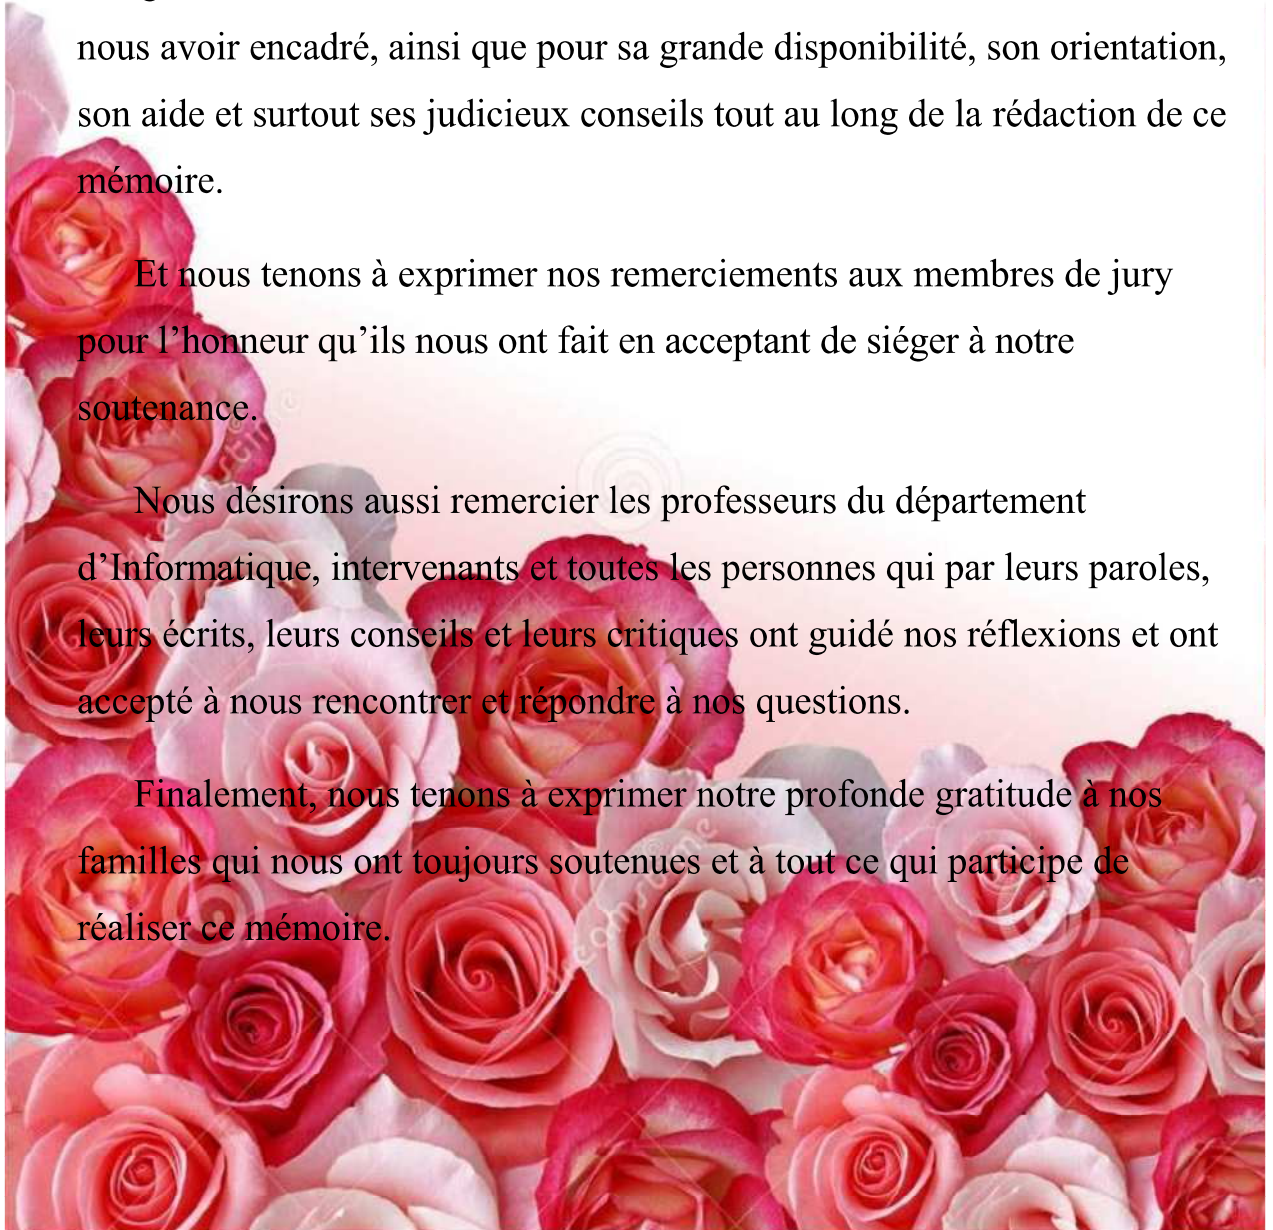 nous avoir encadré, ainsi que pour sa grande disponibilité, son orientation,
son aide et surtout ses judicieux conseils tout au long de la rédaction de ce
mémoire.
Et nous tenons à exprimer nos remerciements aux membres de jury
pour l’honneur qu’ils nous ont fait en acceptant de siéger à notre
soutenance.
Nous désirons aussi remercier les professeurs du département
d’Informatique, intervenants et toutes les personnes qui par leurs paroles,
leurs écrits, leurs conseils et leurs critiques ont guidé nos réflexions et ont
accepté à nous rencontrer et répondre à nos questions.
Finalement, nous tenons à exprimer notre profonde gratitude à nos
familles qui nous ont toujours soutenues et à tout ce qui participe de
réaliser ce mémoire.